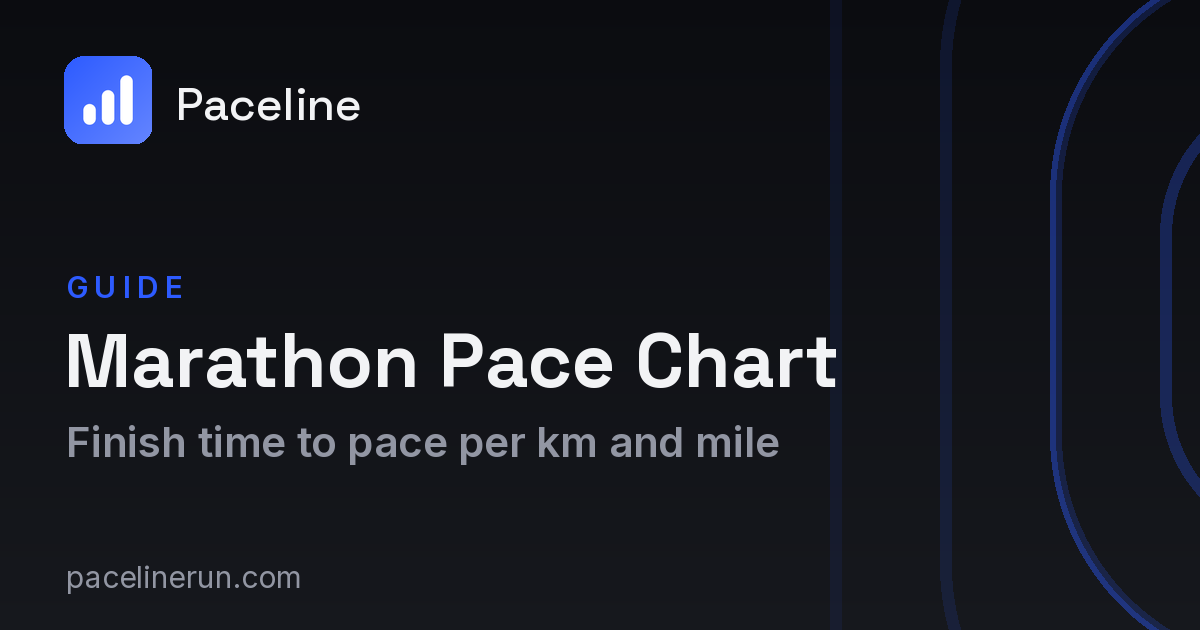 Paceline
GUIDE
Marathon Pace Chart
Finish time to pace per km and mile
pacelinerun.com